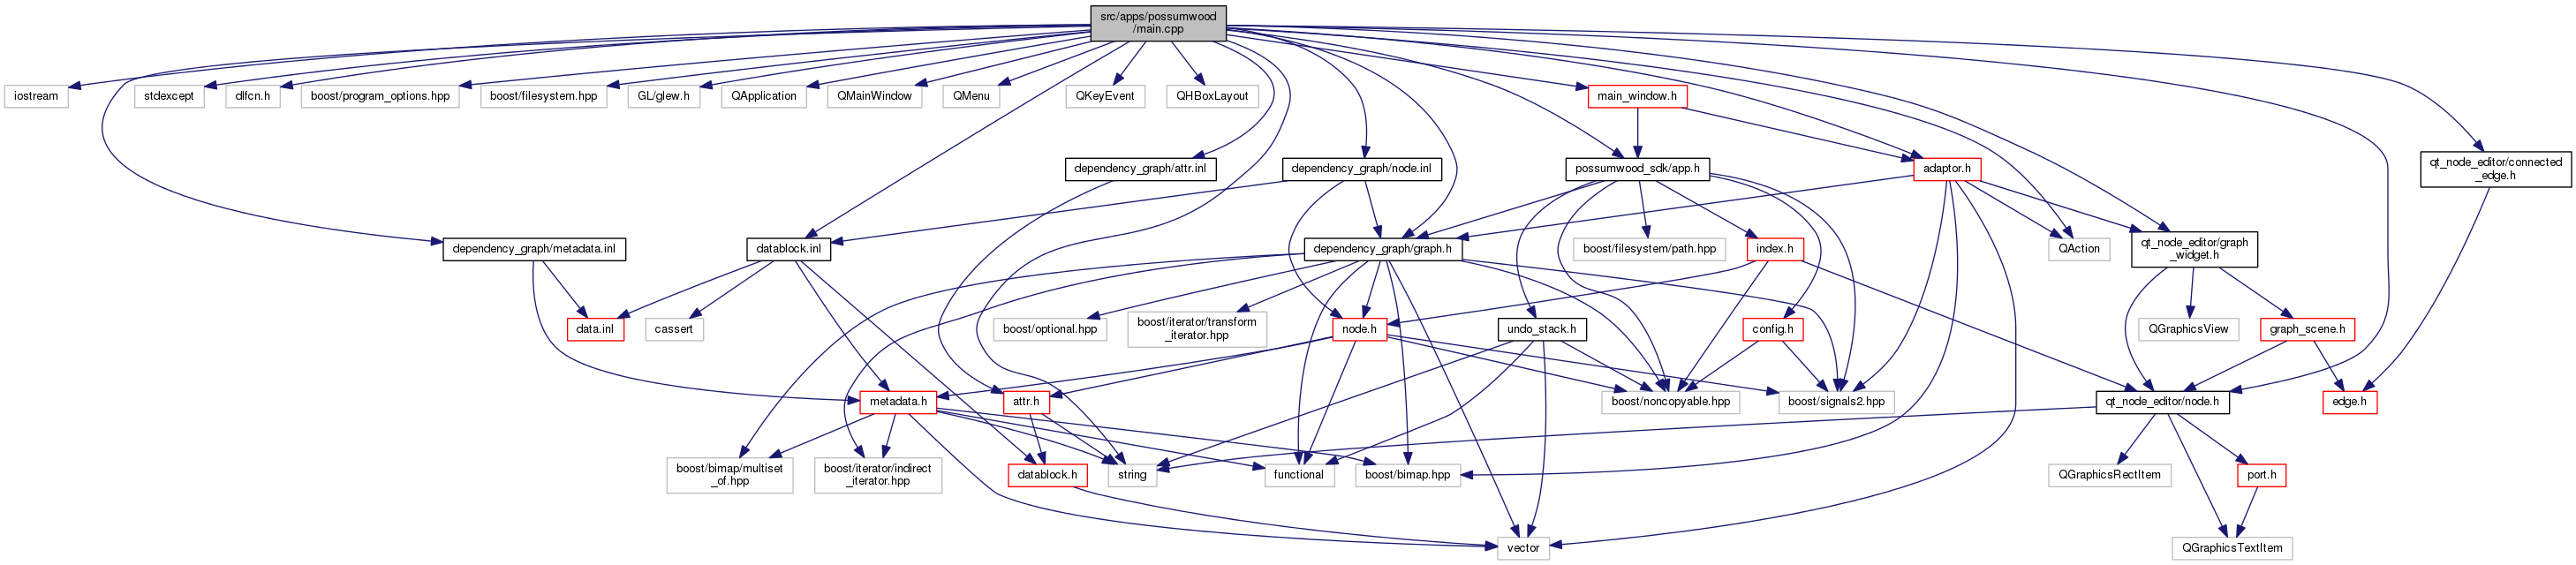 src/apps/possumwood
/main.cpp
iostream
stdexcept
dlfcn.h
boost/program_options.hpp
boost/filesystem.hpp
GL/glew.h
QApplication
QMainWindow
QMenu
QKeyEvent
QHBoxLayout
main_window.h
dependency_graph/attr.inl
dependency_graph/node.inl
possumwood_sdk/app.h
adaptor.h
qt_node_editor/connected
_edge.h
dependency_graph/metadata.inl
datablock.inl
dependency_graph/graph.h
boost/filesystem/path.hpp
index.h
QAction
qt_node_editor/graph
_widget.h
data.inl
cassert
boost/optional.hpp
boost/iterator/transform
_iterator.hpp
node.h
undo_stack.h
config.h
QGraphicsView
graph_scene.h
metadata.h
attr.h
boost/noncopyable.hpp
boost/signals2.hpp
qt_node_editor/node.h
edge.h
boost/bimap/multiset
_of.hpp
boost/iterator/indirect
_iterator.hpp
datablock.h
string
functional
boost/bimap.hpp
QGraphicsRectItem
port.h
vector
QGraphicsTextItem